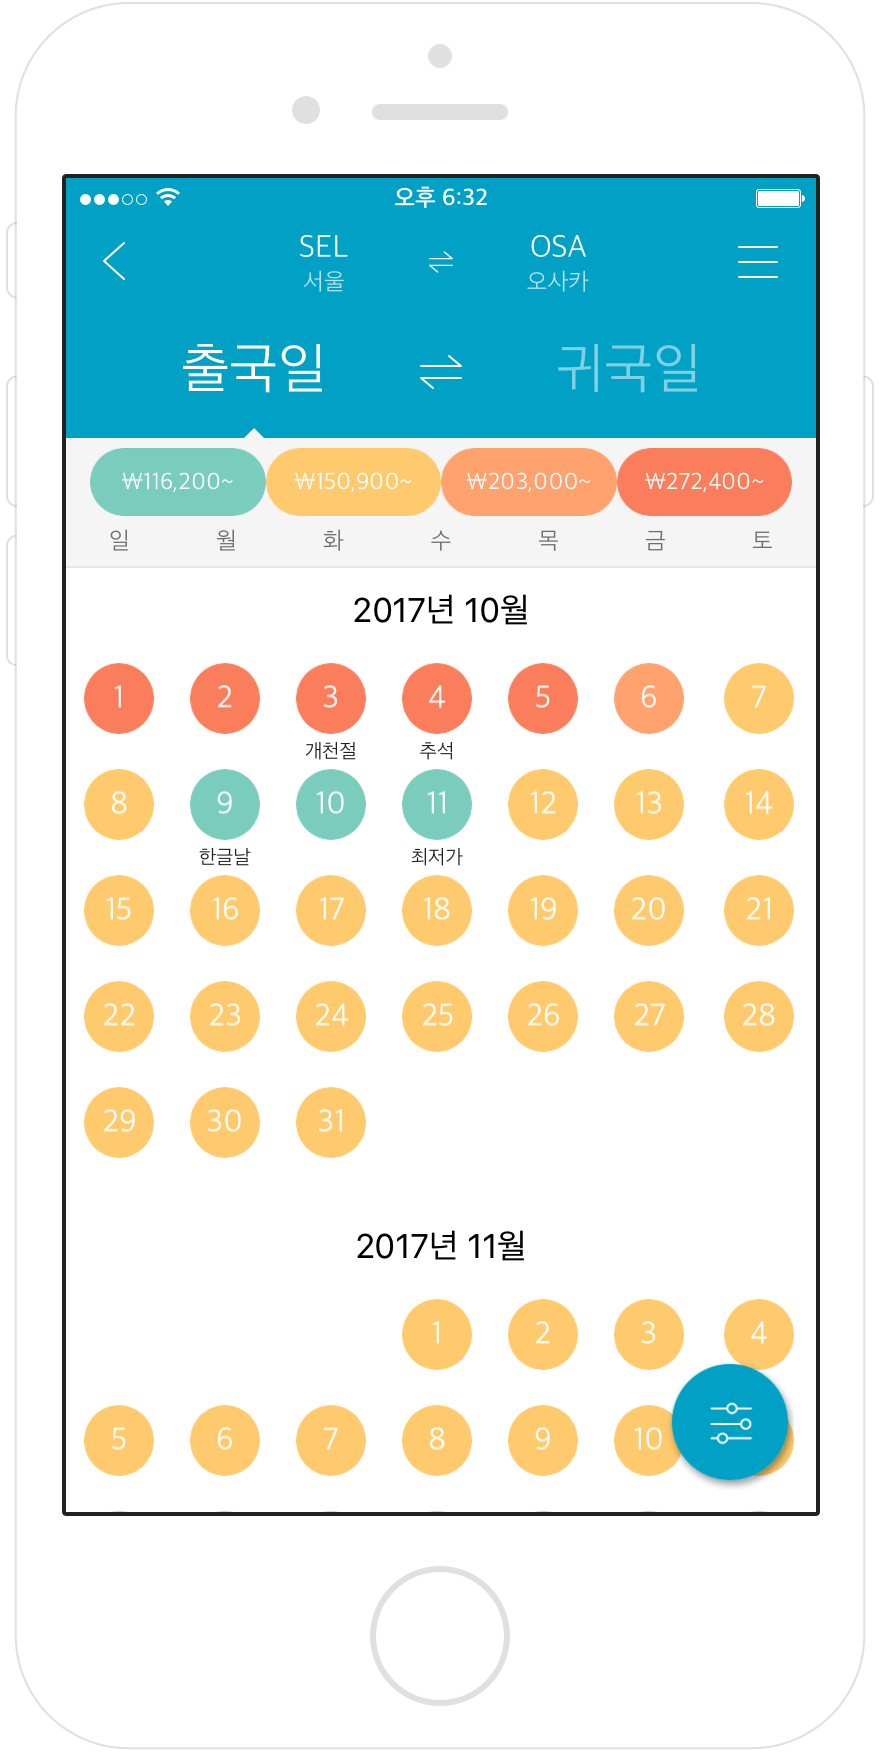 오후 6:32
SEL OSA
서울 오사카
출국일 귀국일
₩116,200~ ₩150,900~ ₩203,000~ ₩272,400~
일 월 화 수 목 금 토
2017년 10월
1 2 3 4 5 6 7
개천절 추석
8 9 10 11 12 13 14
한글날 최저가
15 16 17 18 19 20 21
22 23 24 25 26 27 28
29 30 31
2017년 11월
1 2 3 4
5 6 7 8 9 10